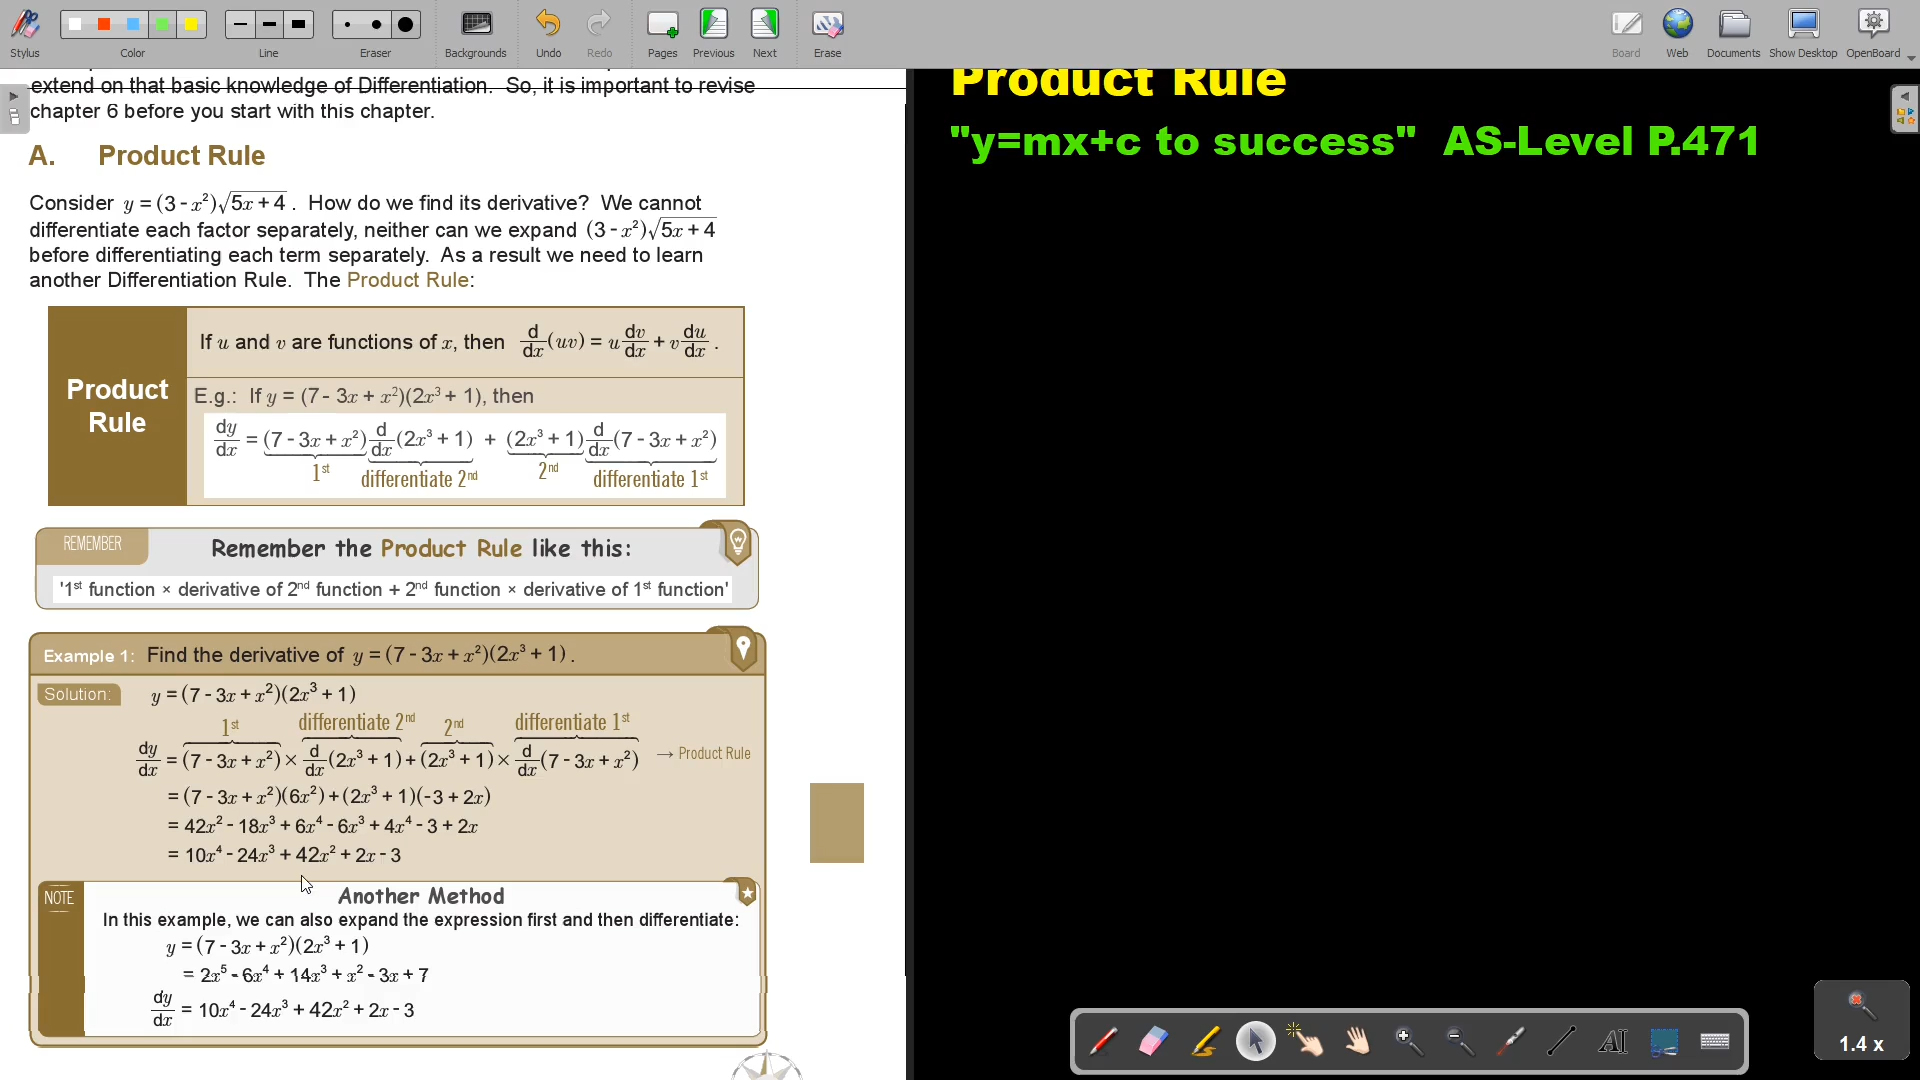 Stylus
Color
Line
Eraser
Backgrounds
Undo
Redo
Pages
Previous
Next
Erase
Board
Web
Documents
Show Desktop
OpenBoard
extend on that basic knowledge of Differentiation. So, it is important to revise
chapter 6 before you start with this chapter.
A. Product Rule
Consider y = (3 - x²)√(5x + 4) . How do we find its derivative? We cannot
differentiate each factor separately, neither can we expand (3 - x²)√(5x + 4)
before differentiating each term separately. As a result we need to learn
another Differentiation Rule. The Product Rule:
Product
Rule
If u and v are functions of x, then d/dx (uv) = u dv/dx + v du/dx .
E.g.: If y = (7 - 3x + x²)(2x³ + 1), then
dy/dx = (7 - 3x + x²) d/dx (2x³ + 1) + (2x³ + 1) d/dx (7 - 3x + x²)
1st differentiate 2nd 2nd differentiate 1st
REMEMBER
Remember the Product Rule like this:
'1st function × derivative of 2nd function + 2nd function × derivative of 1st function'
Example 1: Find the derivative of y = (7 - 3x + x²)(2x³ + 1) .
Solution: y = (7 - 3x + x²)(2x³ + 1)
1st differentiate 2nd 2nd differentiate 1st
dy/dx = (7 - 3x + x²) × d/dx (2x³ + 1) + (2x³ + 1) × d/dx (7 - 3x + x²) → Product Rule
= (7 - 3x + x²)(6x²) + (2x³ + 1)(-3 + 2x)
= 42x² - 18x³ + 6x⁴ - 6x³ + 4x⁴ - 3 + 2x
= 10x⁴ - 24x³ + 42x² + 2x - 3
NOTE
Another Method
In this example, we can also expand the expression first and then differentiate:
y = (7 - 3x + x²)(2x³ + 1)
= 2x⁵ - 6x⁴ + 14x³ + x² - 3x + 7
dy/dx = 10x⁴ - 24x³ + 42x² + 2x - 3
Product Rule
"y=mx+c to success" AS-Level P.471
AI
1.4 x